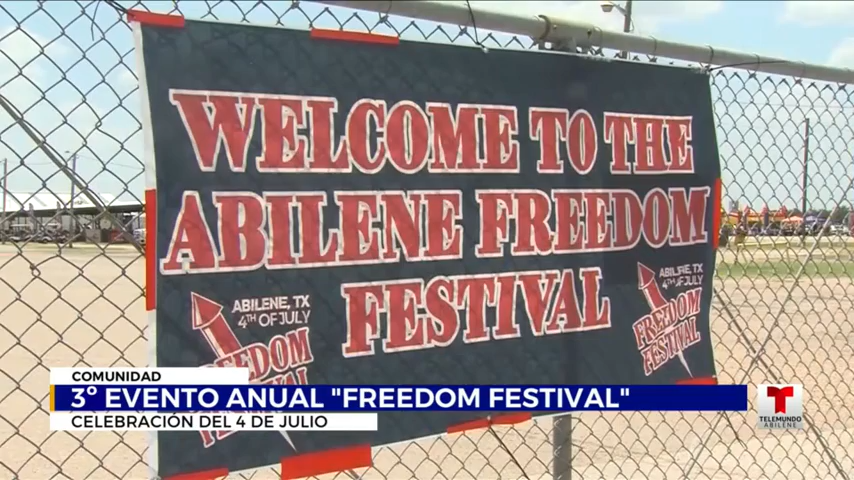 WELCOME TO THE
ABILENE FREEDOM
FESTIVAL
ABILENE, TX
4TH OF JULY
FREEDOM
ABILENE, TX
4TH OF JULY
FREEDOM
FESTIVAL
COMUNIDAD
3º EVENTO ANUAL "FREEDOM FESTIVAL"
CELEBRACIÓN DEL 4 DE JULIO
TELEMUNDO
ABILENE